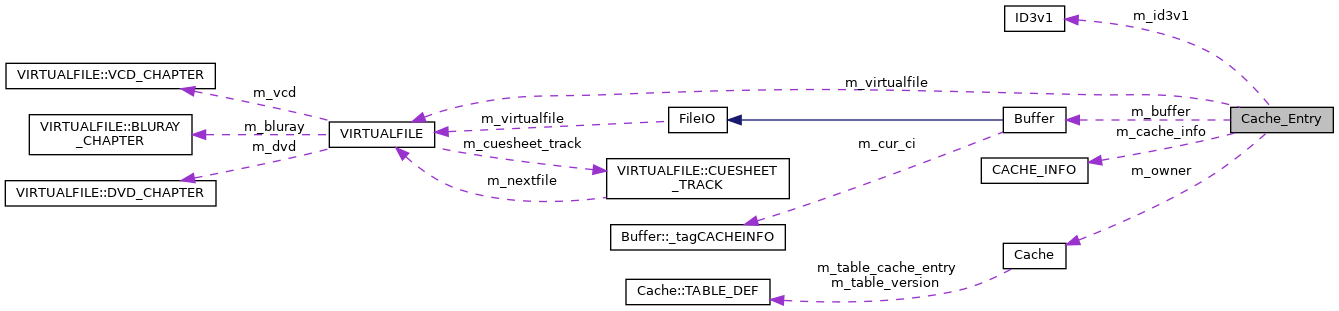 ID3v1
m_id3v1
VIRTUALFILE::VCD_CHAPTER
m_vcd
m_virtualfile
VIRTUALFILE::BLURAY
_CHAPTER
m_bluray
VIRTUALFILE
m_virtualfile
FileIO
Buffer
m_buffer
Cache_Entry
m_cache_info
m_dvd
m_cuesheet_track
m_cur_ci
VIRTUALFILE::DVD_CHAPTER
m_nextfile
VIRTUALFILE::CUESHEET
_TRACK
CACHE_INFO
m_owner
Buffer::_tagCACHEINFO
Cache
m_table_cache_entry
m_table_version
Cache::TABLE_DEF